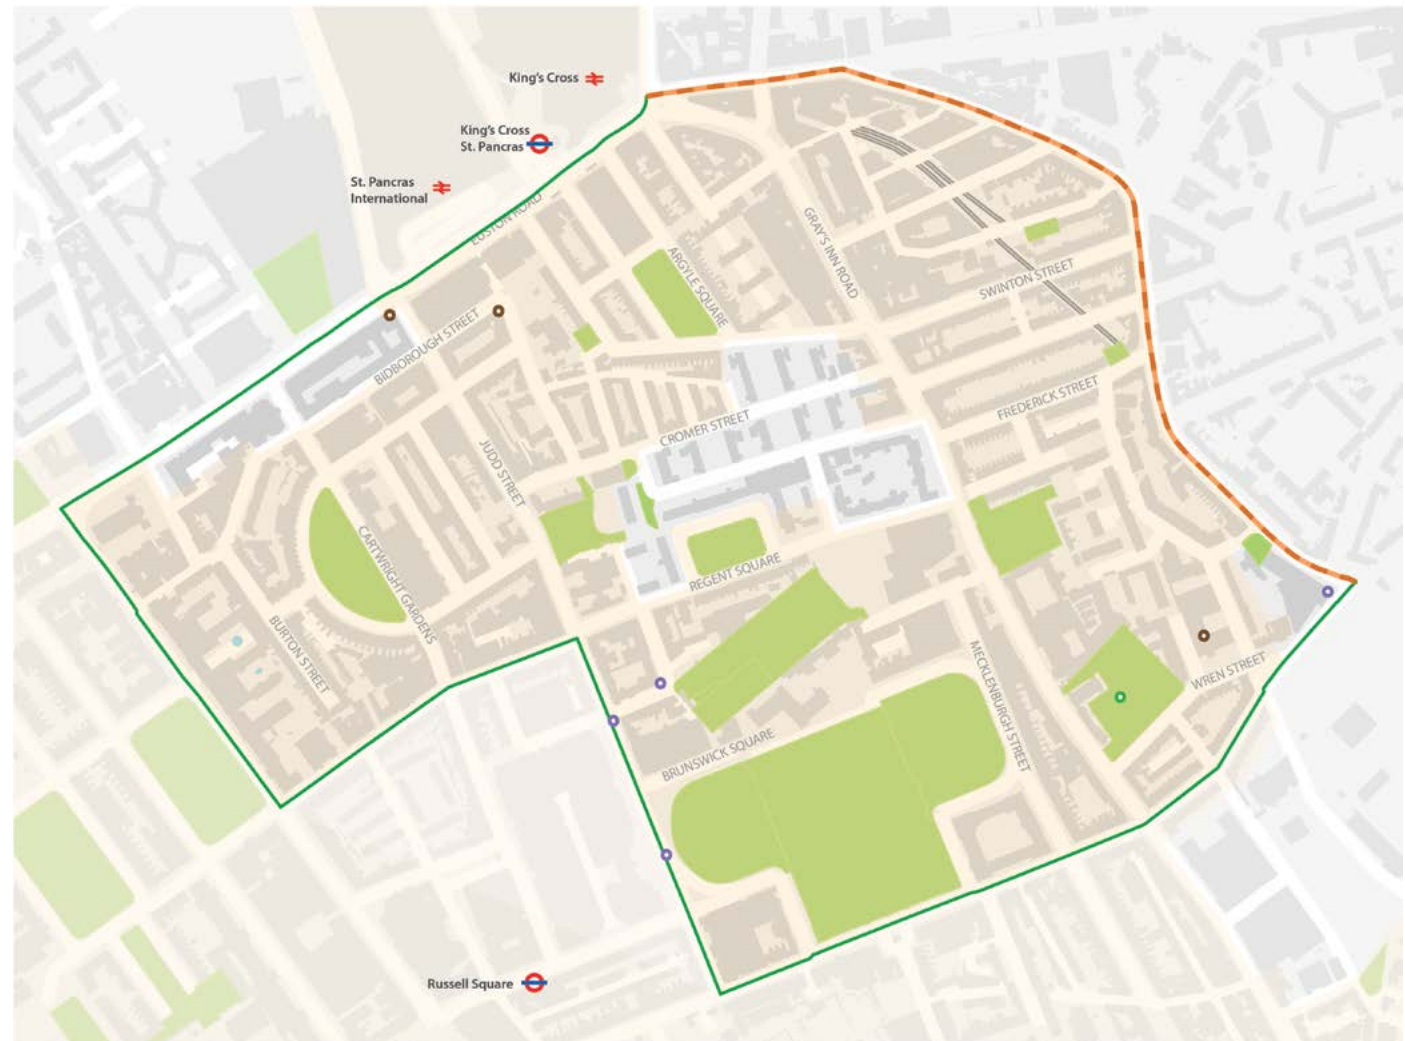 King's Cross
King's Cross
St. Pancras
St. Pancras
International
EUSTON ROAD
GRAY'S INN ROAD
ARGYLE SQUARE
SWINTON STREET
BIDBOROUGH STREET
FREDERICK STREET
CROMER STREET
JUDD STREET
CARTWRIGHT GARDENS
REGENT SQUARE
BURTON STREET
MECKLENBURGH STREET
WREN STREET
BRUNSWICK SQUARE
Russell Square